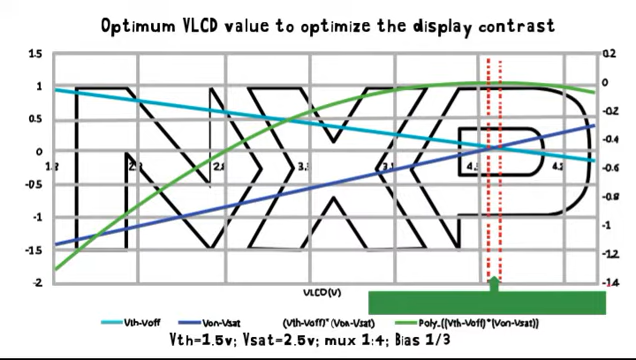 Optimum VLCD value to optimize the display contrast
1.5
1
0.5
0
-0.5
-1
-1.5
-2
0.2
0
-0.2
-0.4
-0.6
-0.8
-1
-1.2
-1.4
NXP
VLCD(V)
Vth-Voff
Von-Vsat
(Vth-Voff)*(Von-Vsat)
Poly.((Vth-Voff)*(Von-Vsat))
Vth=1.5v; Vsat=2.5v; mux 1:4; Bias 1/3